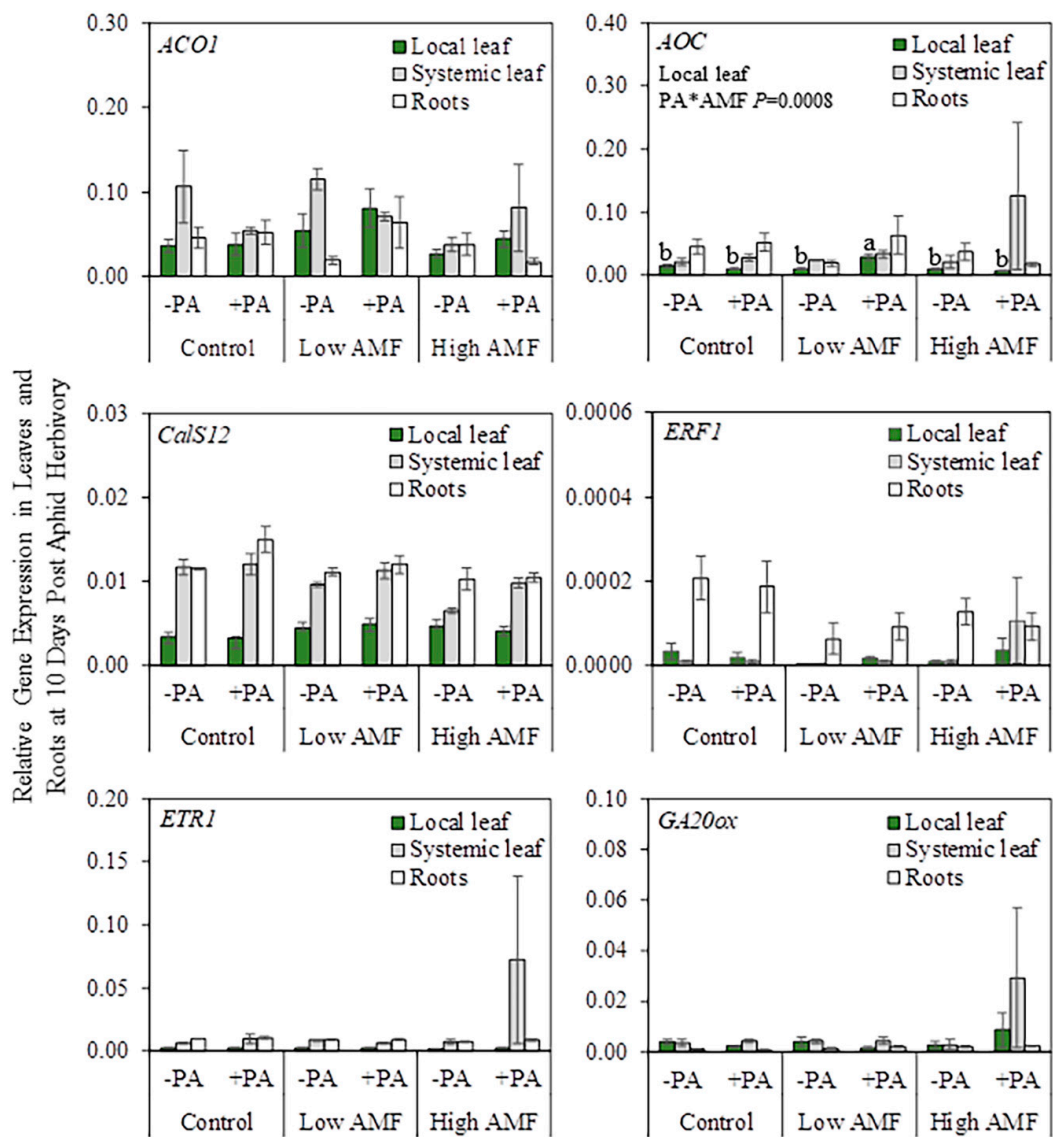 Relative Gene Expression in Leaves and
Roots at 10 Days Post Aphid Herbivory
ACO1
Local leaf
Systemic leaf
Roots
0.30
0.20
0.10
0.00
-PA +PA -PA +PA -PA +PA
Control Low AMF High AMF
AOC
Local leaf
PA*AMF P=0.0008
Local leaf
Systemic leaf
Roots
0.40
0.30
0.20
0.10
0.00
b b b a b b
-PA +PA -PA +PA -PA +PA
Control Low AMF High AMF
CalS12
Local leaf
Systemic leaf
Roots
0.03
0.02
0.01
0.00
-PA +PA -PA +PA -PA +PA
Control Low AMF High AMF
ERF1
Local leaf
Systemic leaf
Roots
0.0006
0.0004
0.0002
0.0000
-PA +PA -PA +PA -PA +PA
Control Low AMF High AMF
ETR1
Local leaf
Systemic leaf
Roots
0.20
0.15
0.10
0.05
0.00
-PA +PA -PA +PA -PA +PA
Control Low AMF High AMF
GA20ox
Local leaf
Systemic leaf
Roots
0.10
0.08
0.06
0.04
0.02
0.00
-PA +PA -PA +PA -PA +PA
Control Low AMF High AMF